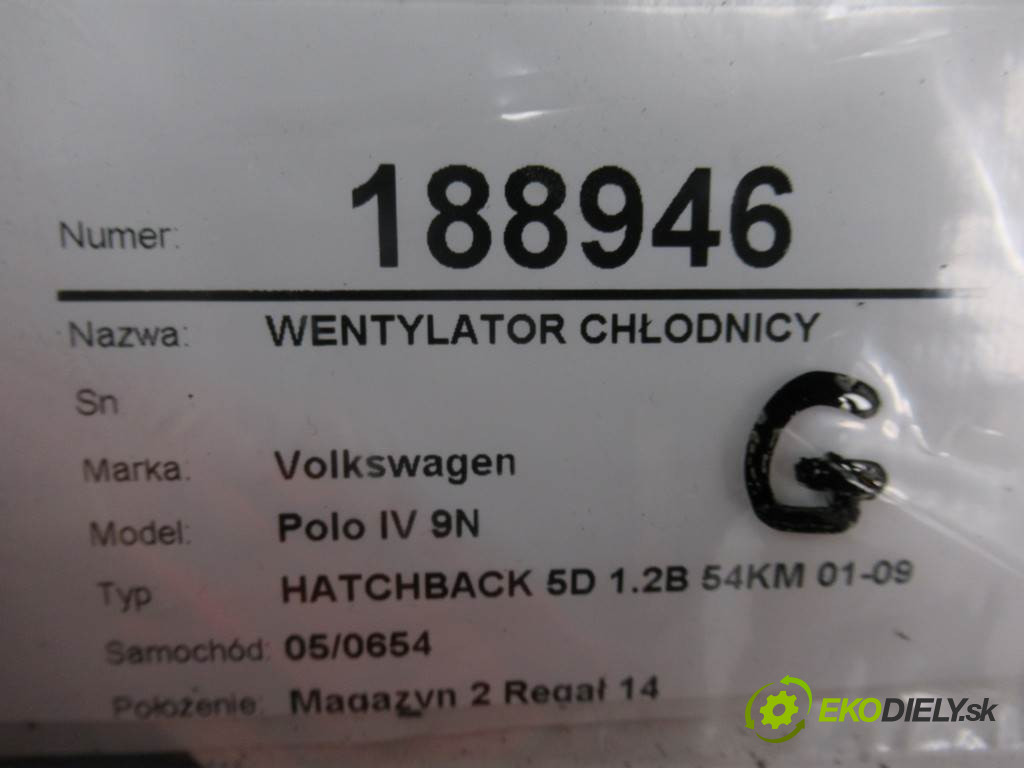 Numer: 188946
Nazwa: WENTYLATOR CHŁODNICY
Sn
G
Marka: Volkswagen
Model: Polo IV 9N
Typ HATCHBACK 5D 1.2B 54KM 01-09
Samochód: 05/0654
Położenie: Magazyn 2 Regał 14
EKODIELY.sk